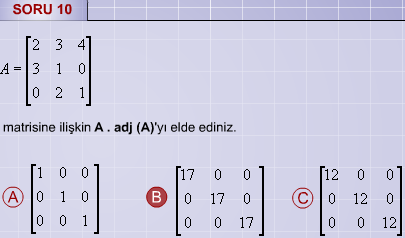 SORU 10
2 3 4
A = 3 1 0
0 2 1
matrisine ilişkin A . adj (A)'yı elde ediniz.
A 1 0 0 0 1 0 0 0 1
B 17 0 0 0 17 0 0 0 17
C 12 0 0 0 12 0 0 0 12